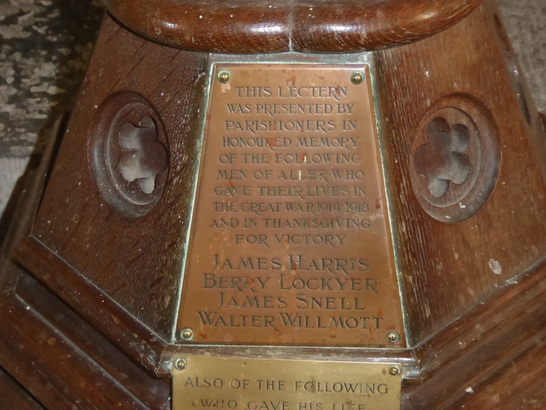 THIS LECTERN
WAS PRESENTED BY
PARISHIONERS IN
HONOURED MEMORY
OF THE FOLLOWING
MEN OF ALLER WHO
GAVE THEIR LIVES IN
THE GREAT WAR 1914-1918
AND IN THANKSGIVING
FOR VICTORY
JAMES HARRIS
BERRY LOCKYER
JAMES SNELL
WALTER WILLMOTT
ALSO OF THE FOLLOWING
WHO GAVE HIS LIFE